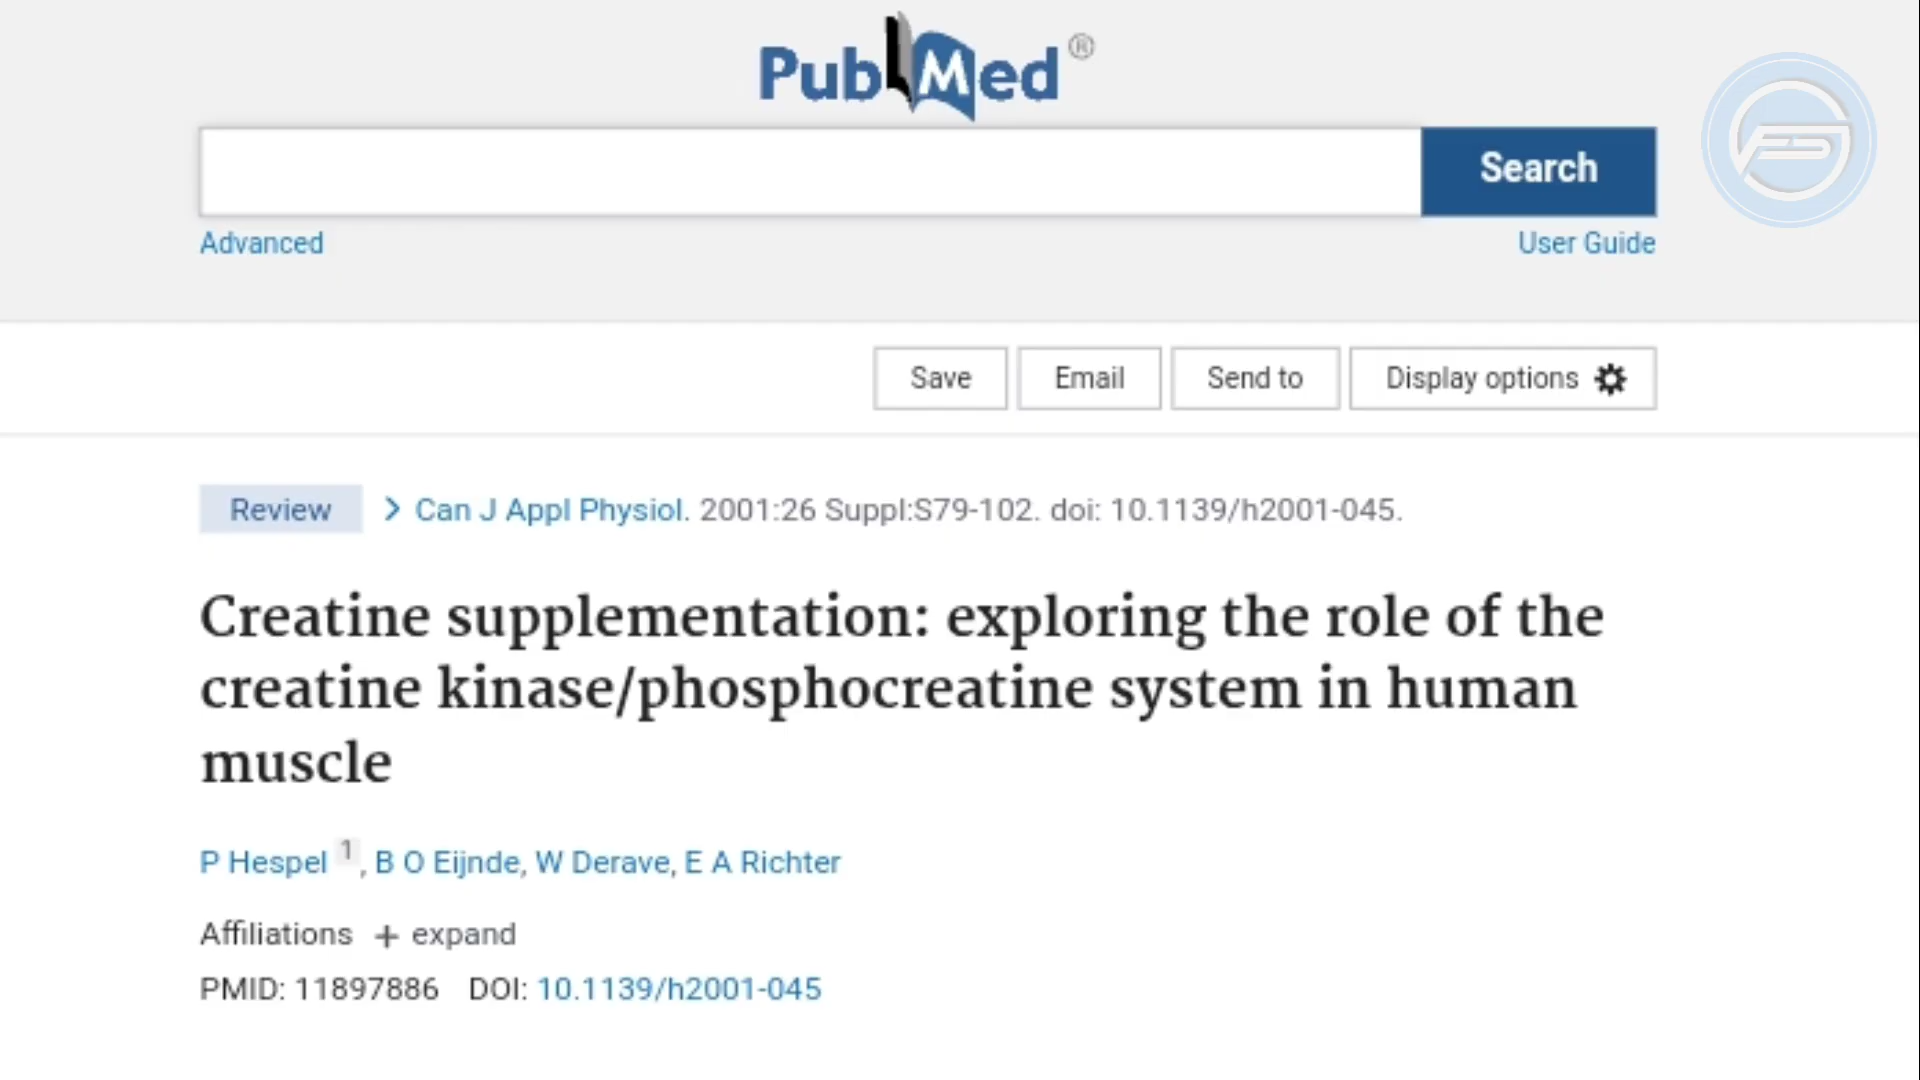 PubMed®
Search
Advanced
User Guide
Save
Email
Send to
Display options
Review
Can J Appl Physiol. 2001:26 Suppl:S79-102. doi: 10.1139/h2001-045.
Creatine supplementation: exploring the role of the
creatine kinase/phosphocreatine system in human
muscle
P Hespel 1, B O Eijnde, W Derave, E A Richter
Affiliations + expand
PMID: 11897886 DOI: 10.1139/h2001-045